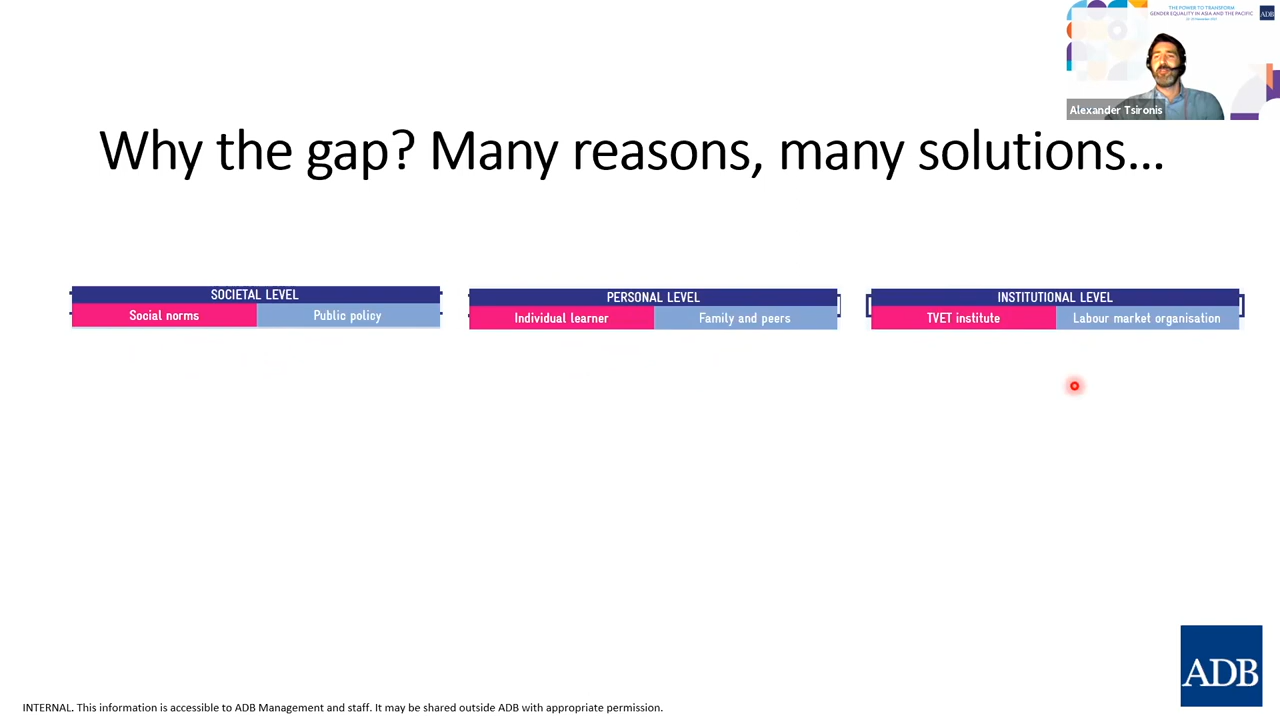 THE POWER TO TRANSFORM
GENDER EQUALITY IN ASIA AND THE PACIFIC
ADB
Alexander Tsironis
Why the gap? Many reasons, many solutions...
SOCIETAL LEVEL
Social norms
Public policy
PERSONAL LEVEL
Individual learner
Family and peers
INSTITUTIONAL LEVEL
TVET institute
Labour market organisation
ADB
INTERNAL. This information is accessible to ADB Management and staff. It may be shared outside ADB with appropriate permission.